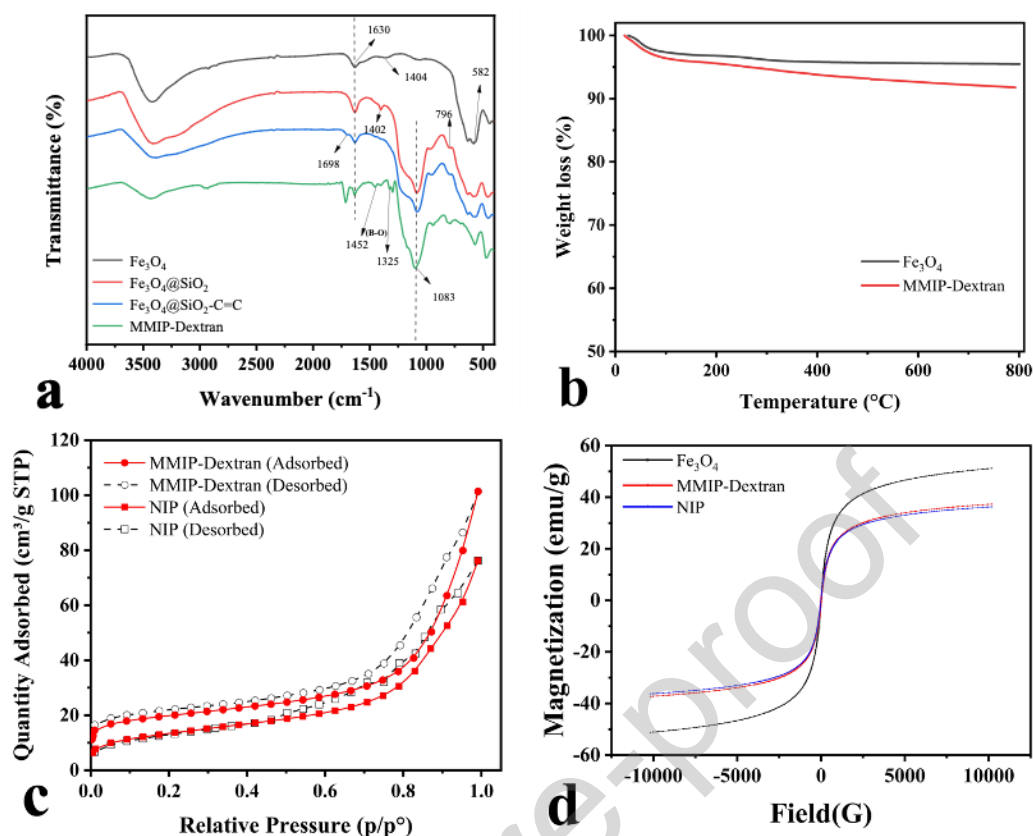 a
Transmittance (%)
1630
1404
582
1402
796
1698
1452
(B-O)
1325
1083
Fe₃O₄
Fe₃O₄@SiO₂
Fe₃O₄@SiO₂-C=C
MMIP-Dextran
4000 3500 3000 2500 2000 1500 1000 500
Wavenumber (cm⁻¹)
b
Weight loss (%)
100
90
80
70
60
50
Fe₃O₄
MMIP-Dextran
0 200 400 600 800
Temperature (°C)
c
Quantity Adsorbed (cm³/g STP)
120
100
80
60
40
20
0
MMIP-Dextran (Adsorbed)
MMIP-Dextran (Desorbed)
NIP (Adsorbed)
NIP (Desorbed)
0.0 0.2 0.4 0.6 0.8 1.0
Relative Pressure (p/p°)
d
Magnetization (emu/g)
60
40
20
0
-20
-40
-60
Fe₃O₄
MMIP-Dextran
NIP
-10000 -5000 0 5000 10000
Field(G)
re-proof